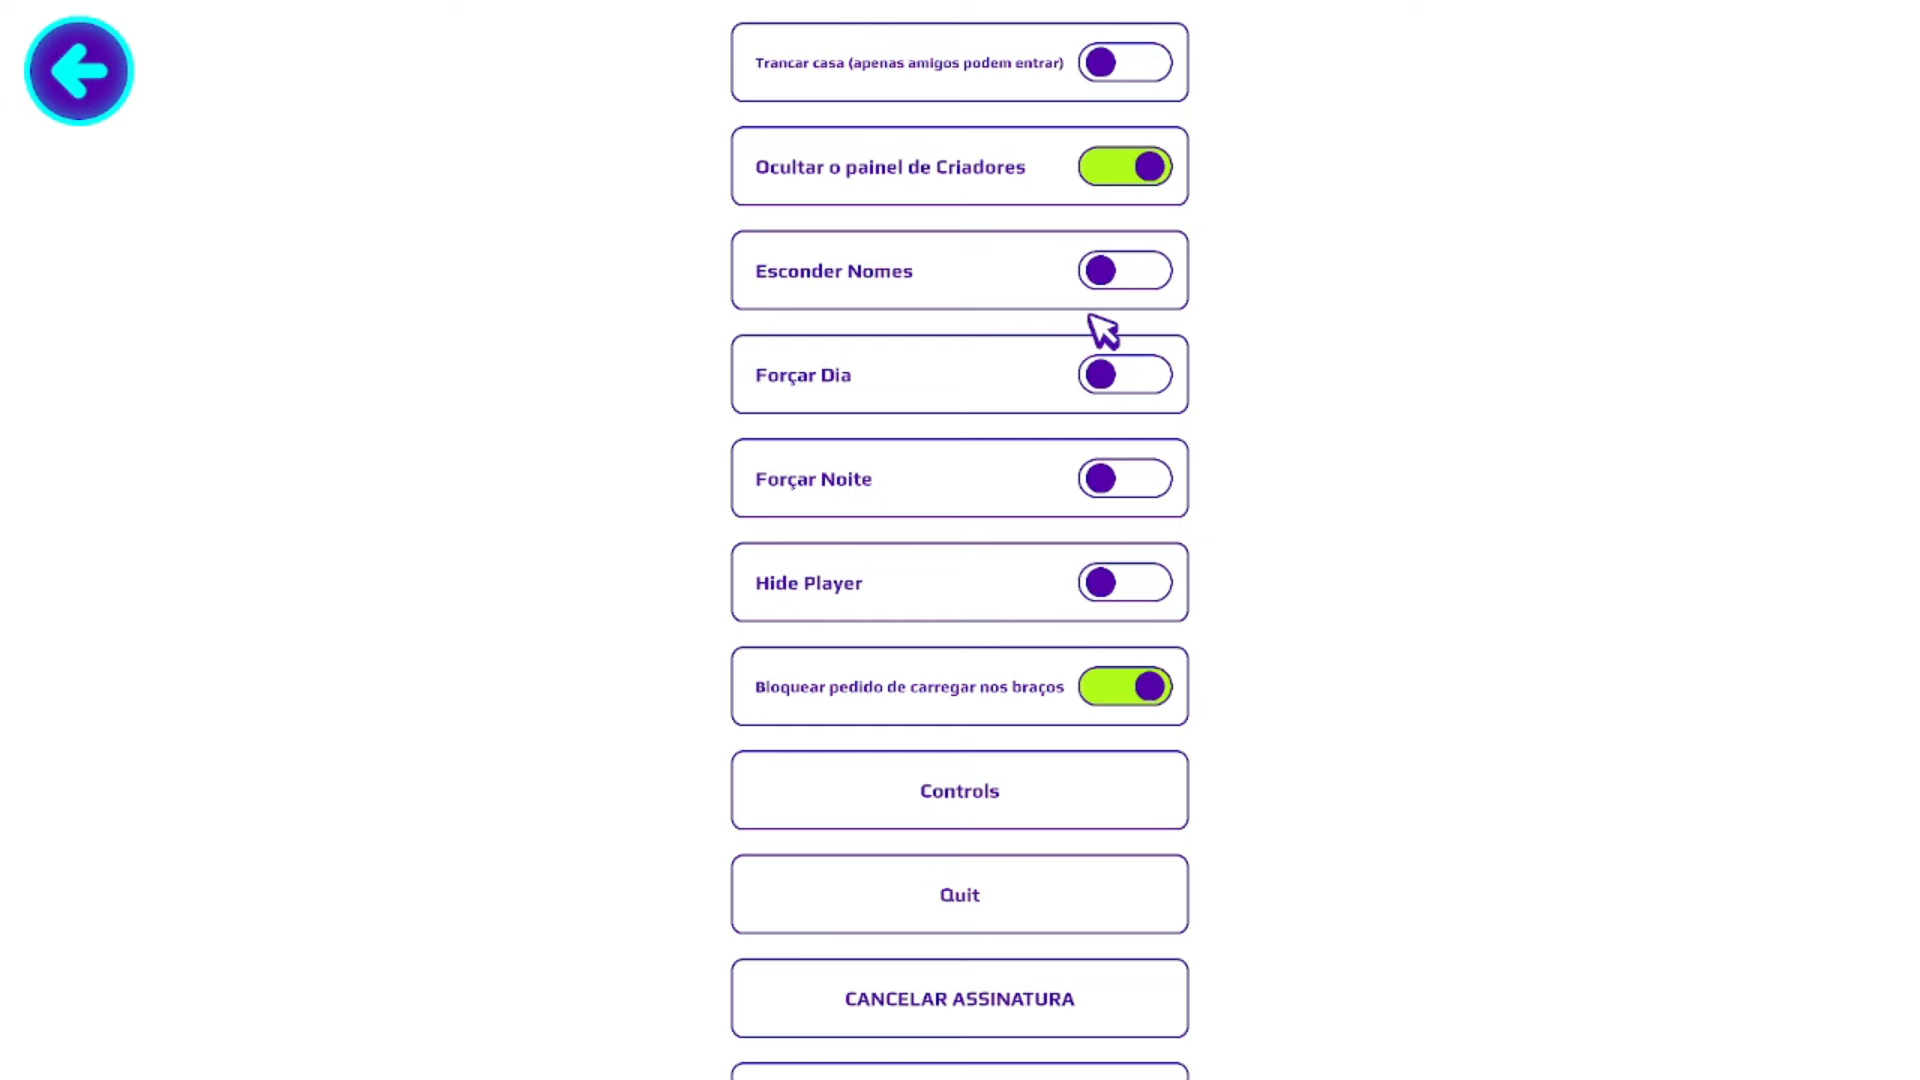 Trancar casa (apenas amigos podem entrar)
Ocultar o painel de Criadores
Esconder Nomes
Forçar Dia
Forçar Noite
Hide Player
Bloquear pedido de carregar nos braços
Controls
Quit
CANCELAR ASSINATURA